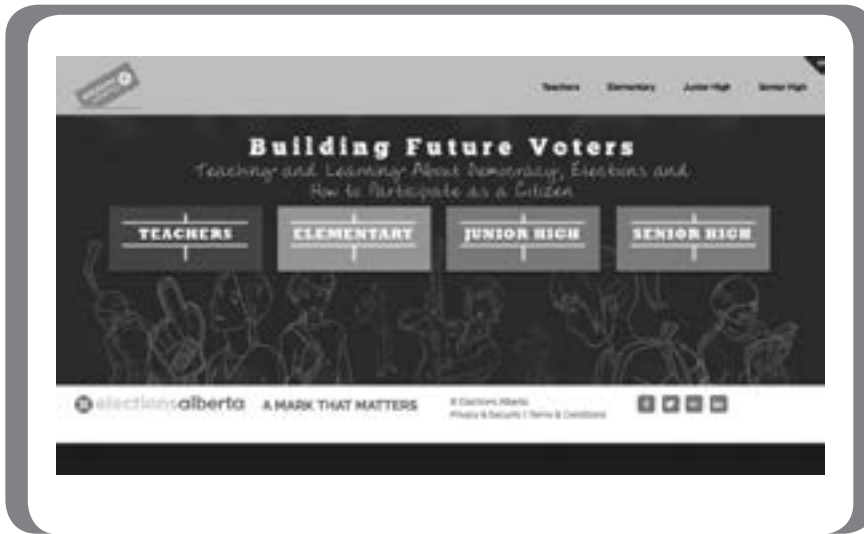 Teachers Elementary Junior High Senior High
Building Future Voters
Teaching and Learning About Democracy, Elections and
How to Participate as a Citizen
TEACHERS ELEMENTARY JUNIOR HIGH SENIOR HIGH
electionsalberta A MARK THAT MATTERS © Elections Alberta
Privacy & Security | Terms & Conditions